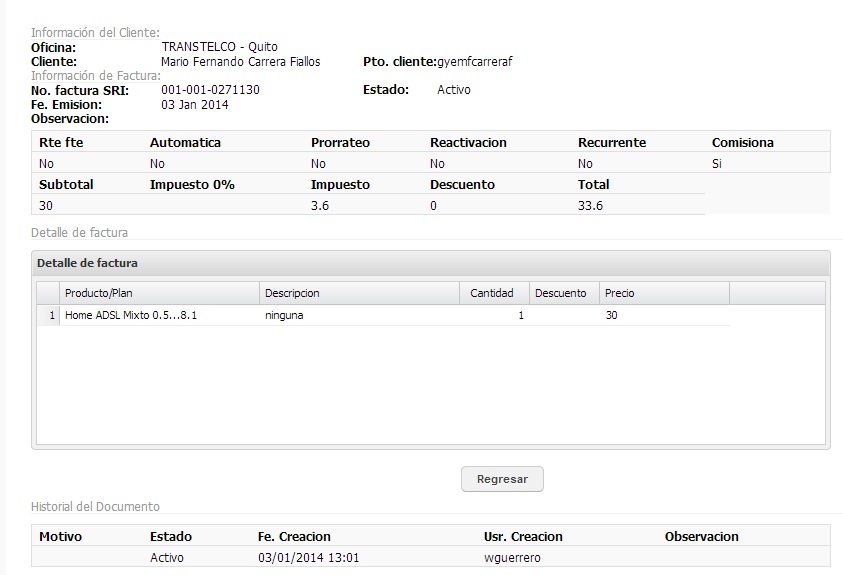 Información del Cliente:
Oficina: TRANSTELCO - Quito
Cliente: Mario Fernando Carrera Fiallos Pto. cliente:gyemfcarreraf
Información de Factura:
No. factura SRI: 001-001-0271130 Estado: Activo
Fe. Emision: 03 Jan 2014
Observacion:
Rte fte Automatica Prorrateo Reactivacion Recurrente Comisiona
No No No No No Si
Subtotal Impuesto 0% Impuesto Descuento Total
30 3.6 0 33.6
Detalle de factura
Detalle de factura
Producto/Plan Descripcion Cantidad Descuento Precio
1 Home ADSL Mixto 0.5...8.1 ninguna 1 30
Regresar
Historial del Documento
Motivo Estado Fe. Creacion Usr. Creacion Observacion
Activo 03/01/2014 13:01 wguerrero